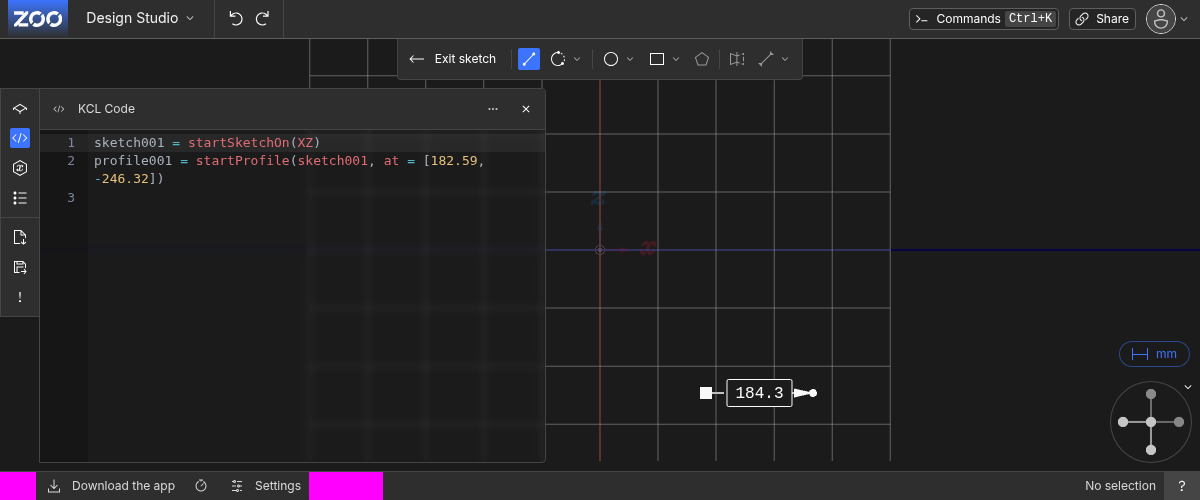 ZOO Design Studio Commands Ctrl+K Share
Exit sketch
KCL Code
1 sketch001 = startSketchOn(XZ)
2 profile001 = startProfile(sketch001, at = [182.59,
-246.32])
3
z
x
184.3
mm
Download the app Settings No selection ?